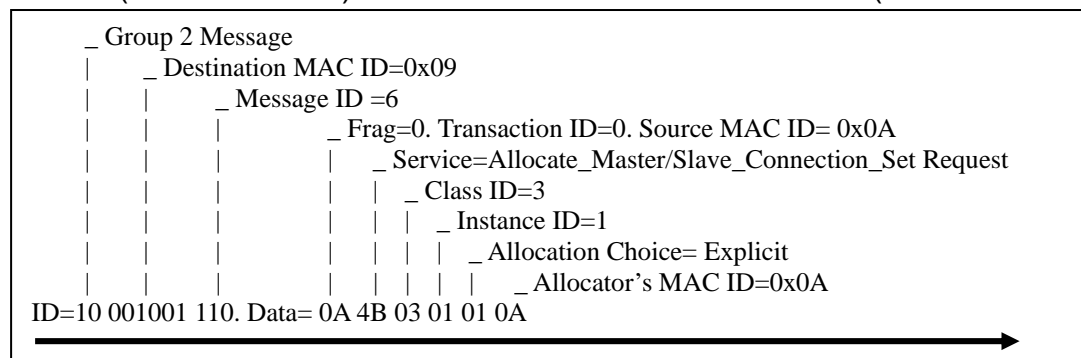 _ Group 2 Message
| _ Destination MAC ID=0x09
| | _ Message ID =6
| | | _ Frag=0. Transaction ID=0. Source MAC ID= 0x0A
| | | | _ Service=Allocate_Master/Slave_Connection_Set Request
| | | | | _ Class ID=3
| | | | | | _ Instance ID=1
| | | | | | | _ Allocation Choice= Explicit
| | | | | | | | _ Allocator’s MAC ID=0x0A
ID=10 001001 110. Data= 0A 4B 03 01 01 0A